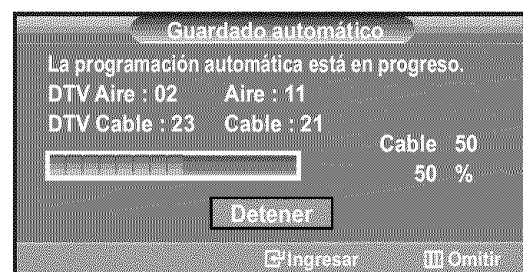 Guardado automático
La programación automática está en progreso.
DTV Aire : 02 Aire : 11
DTV Cable : 23 Cable : 21
Cable 50
50 %
Detener
Ingresar Omitir